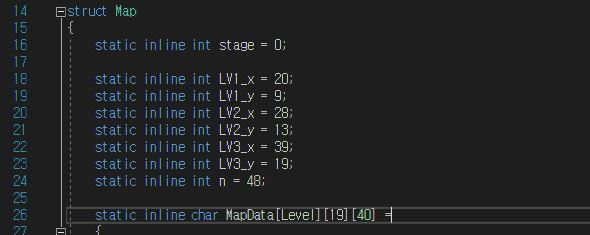 14 struct Map
15 {
16 static inline int stage = 0;
17
18 static inline int LV1_x = 20;
19 static inline int LV1_y = 9;
20 static inline int LV2_x = 28;
21 static inline int LV2_y = 13;
22 static inline int LV3_x = 39;
23 static inline int LV3_y = 19;
24 static inline int n = 48;
25
26 static inline char MapData[Level][19][40] =
27 {